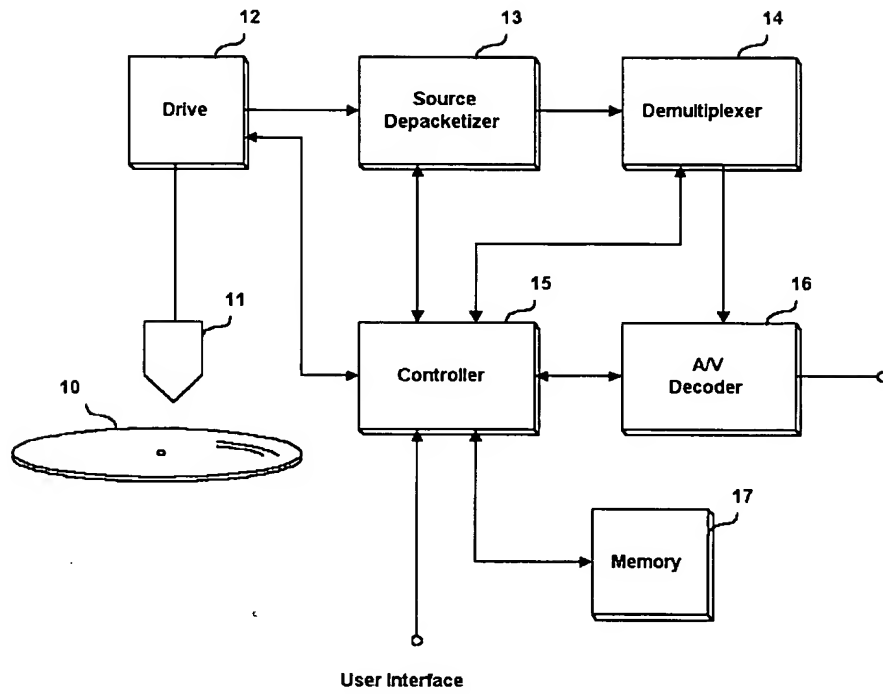 12
13
14
Drive
Source
Depacketizer
Demultiplexer
11
15
16
10
Controller
A/V
Decoder
17
Memory
User Interface